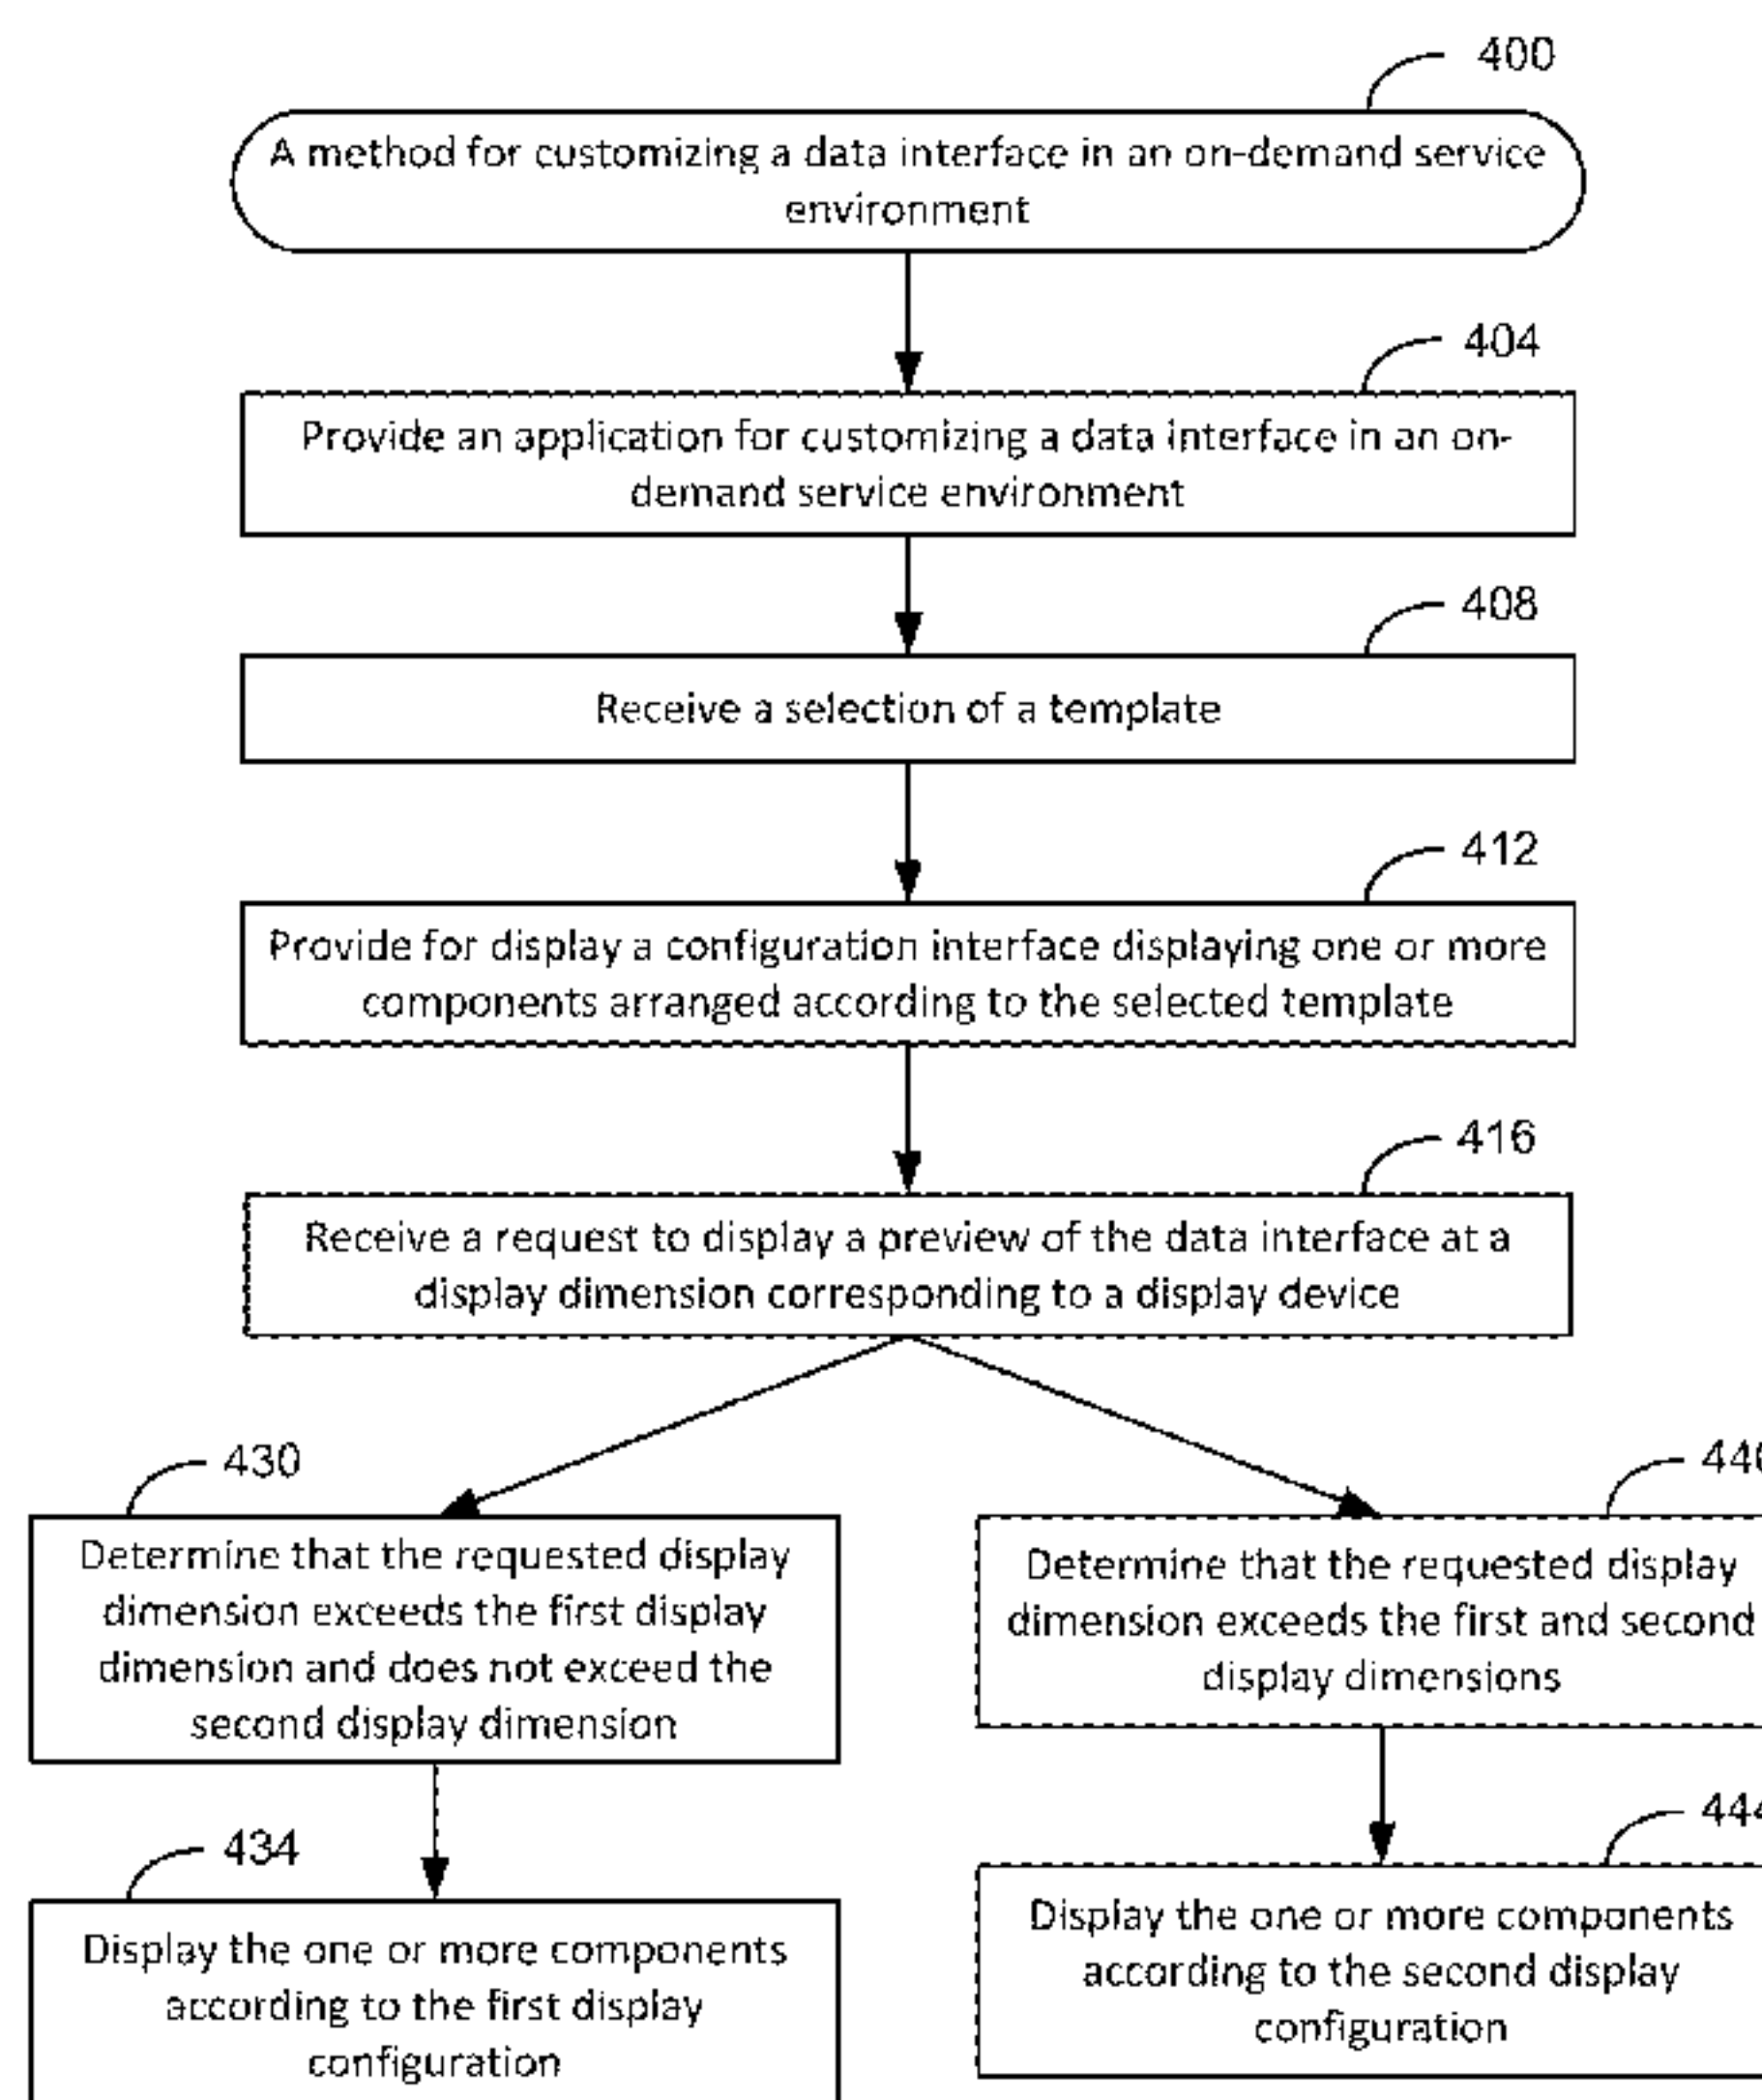 400
A method for customizing a data interface in an on-demand service
environment
404
Provide an application for customizing a data interface in an on-
demand service environment
408
Receive a selection of a template
412
Provide for display a configuration interface displaying one or more
components arranged according to the selected template
416
Receive a request to display a preview of the data interface at a
display dimension corresponding to a display device
430
Determine that the requested display
dimension exceeds the first display
dimension and does not exceed the
second display dimension
440
Determine that the requested display
dimension exceeds the first and second
display dimensions
434
Display the one or more components
according to the first display
configuration
444
Display the one or more components
according to the second display
configuration